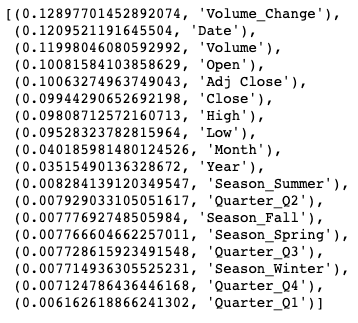 [(0.12897701452892074, 'Volume_Change'),
(0.1209521191645504, 'Date'),
(0.11998046080592992, 'Volume'),
(0.10081584103858629, 'Open'),
(0.10063274963749043, 'Adj Close'),
(0.09944290652692198, 'Close'),
(0.09808712572160713, 'High'),
(0.09528323782815964, 'Low'),
(0.040185981480124526, 'Month'),
(0.03515490136328672, 'Year'),
(0.008284139120349547, 'Season_Summer'),
(0.007929033105051617, 'Quarter_Q2'),
(0.00777692748505984, 'Season_Fall'),
(0.007766604662257011, 'Season_Spring'),
(0.007728615923491548, 'Quarter_Q3'),
(0.007714936305525231, 'Season_Winter'),
(0.007124786436446168, 'Quarter_Q4'),
(0.006162618866241302, 'Quarter_Q1')]